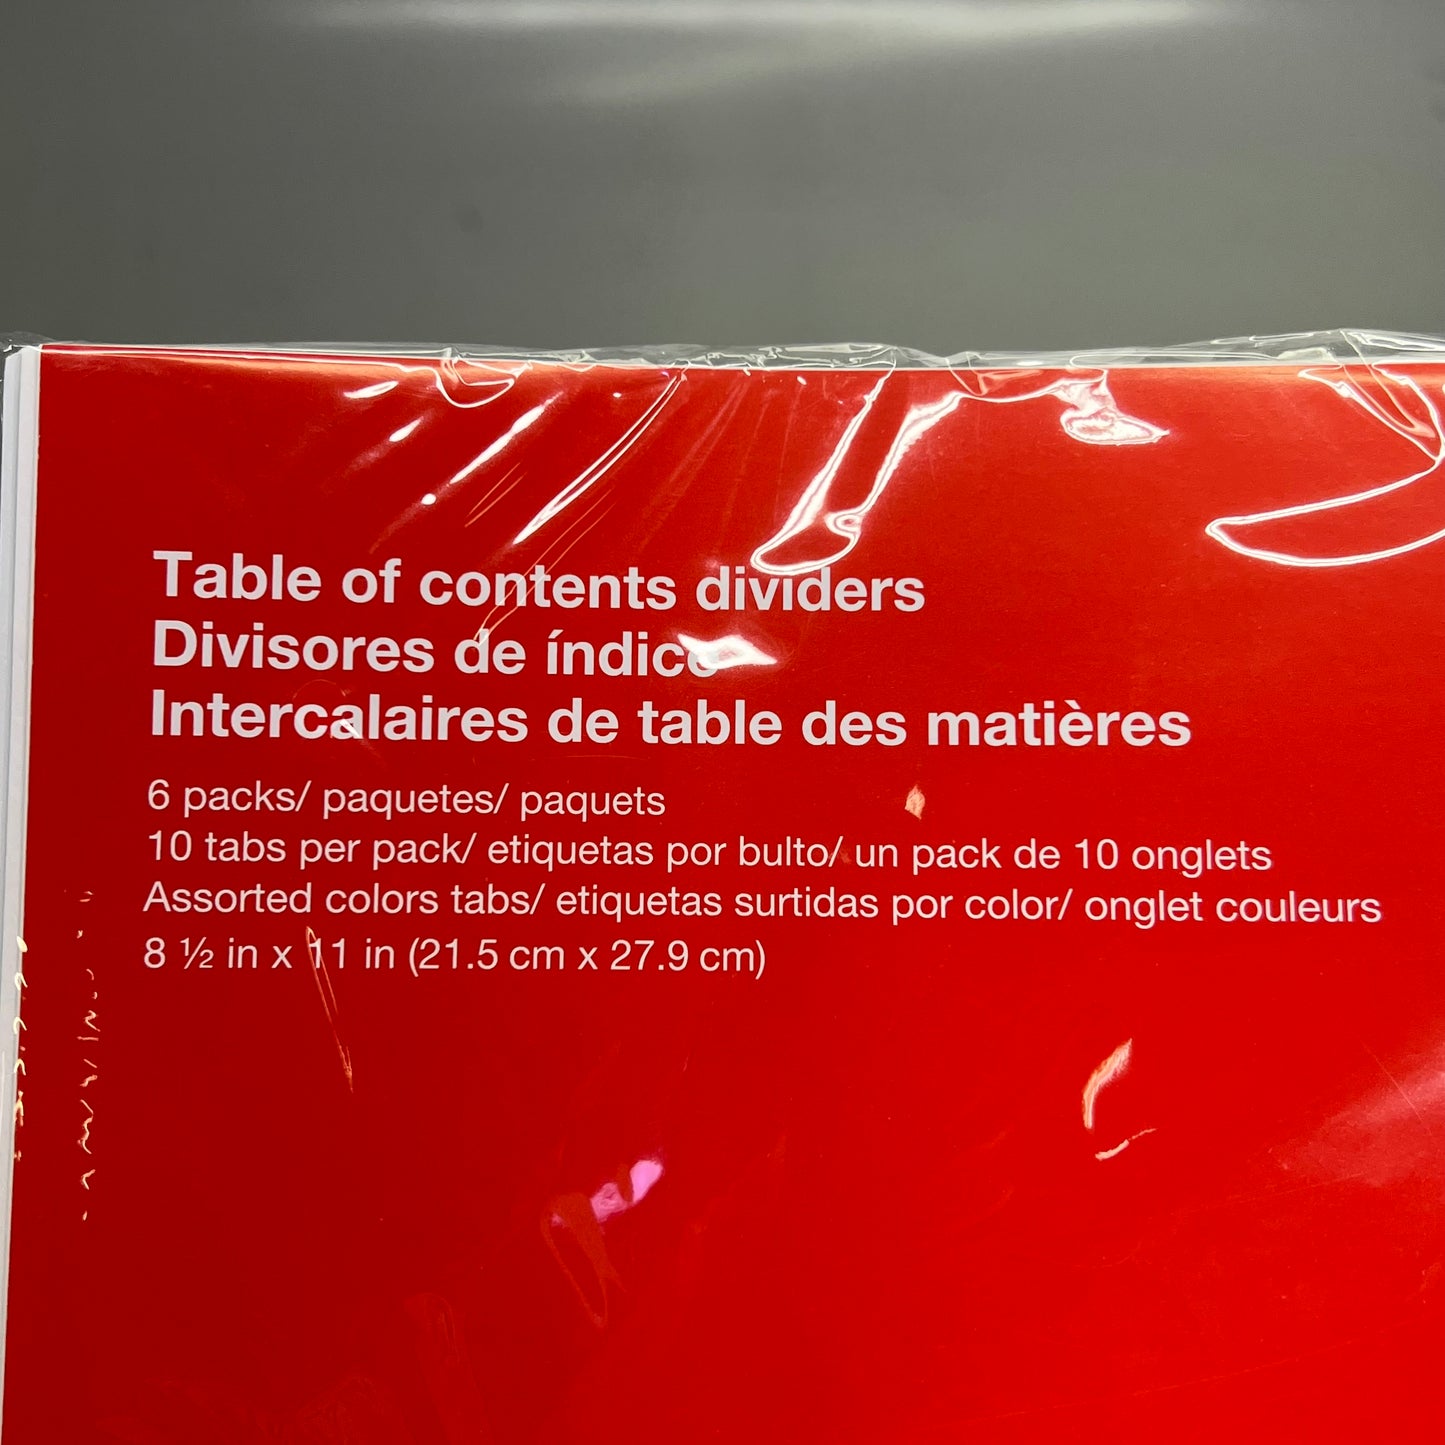 Table of contents dividers
Divisores de índice
Intercalaires de table des matières
6 packs/ paquetes/ paquets
10 tabs per pack/ etiquetas por bulto/ un pack de 10 onglets
Assorted colors tabs/ etiquetas surtidas por color/ onglet couleurs
8 ½ in x 11 in (21.5 cm x 27.9 cm)